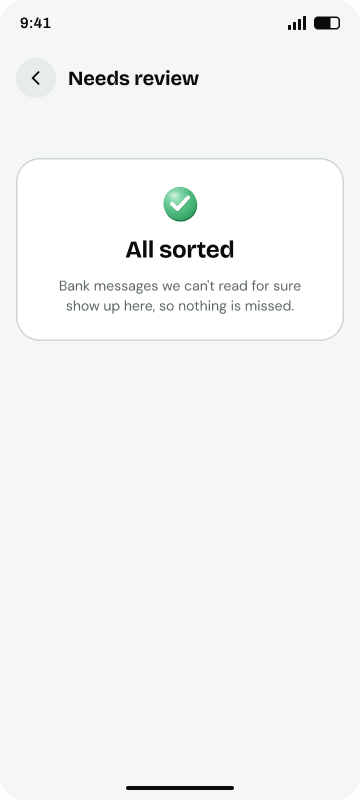 9:41
Needs review
All sorted
Bank messages we can't read for sure
show up here, so nothing is missed.